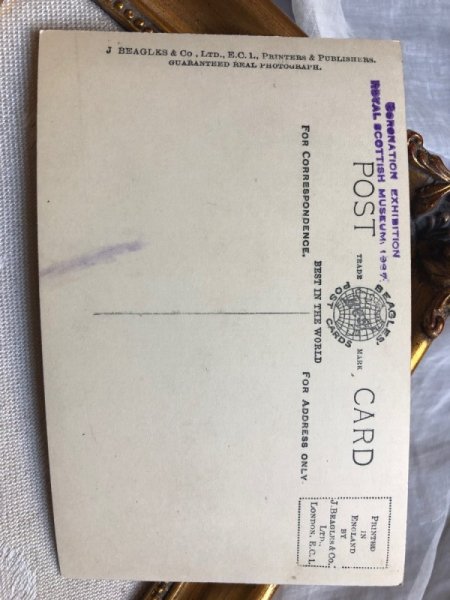 J BEAGLES & CO., LTD., E.C.1., PRINTERS & PUBLISHERS.
GUARANTEED REAL PHOTOGRAPH.
CORONATION EXHIBITION
ROYAL SCOTTISH MUSEUM, 1937.
POST CARD
TRADE MARK
BEAGLES'
POST CARDS
BEST IN THE WORLD
FOR CORRESPONDENCE.
FOR ADDRESS ONLY.
PRINTED
IN
ENGLAND
BY
J. BEAGLES & CO.,
LTD.,
LONDON, E.C.1.